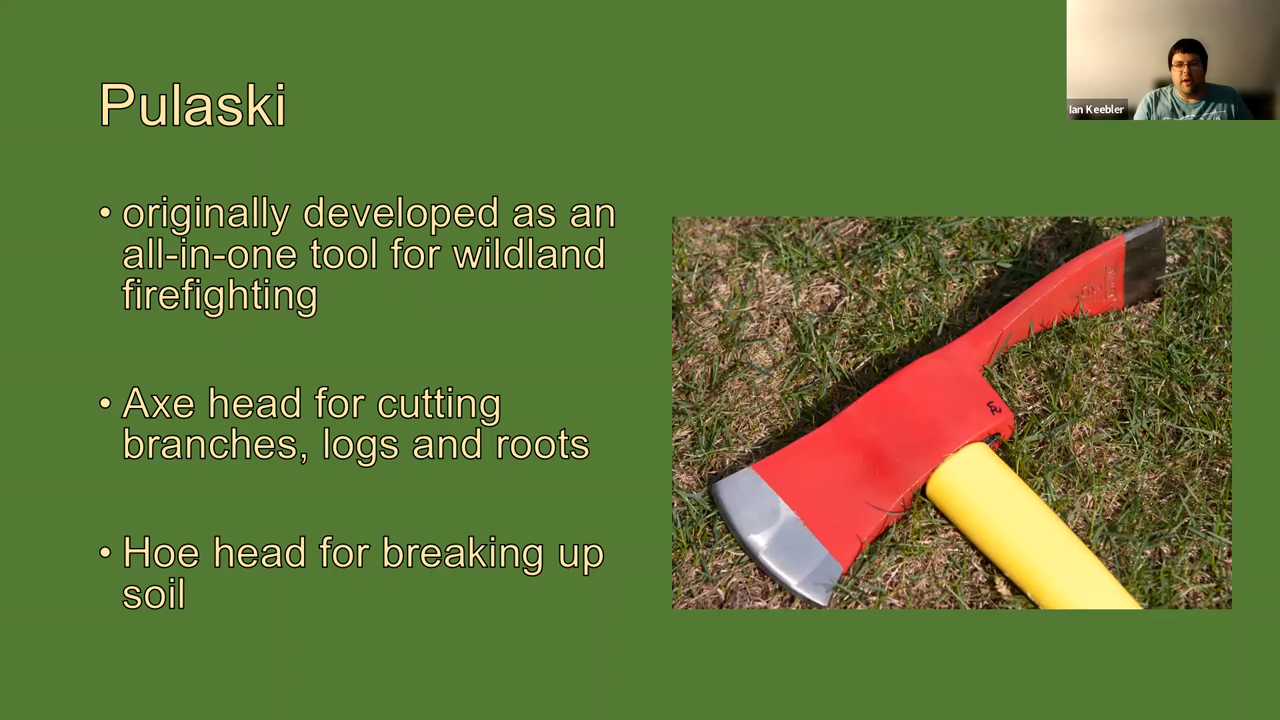 Pulaski
Ian Keebler
• originally developed as an
all-in-one tool for wildland
firefighting
• Axe head for cutting
branches, logs and roots
• Hoe head for breaking up
soil